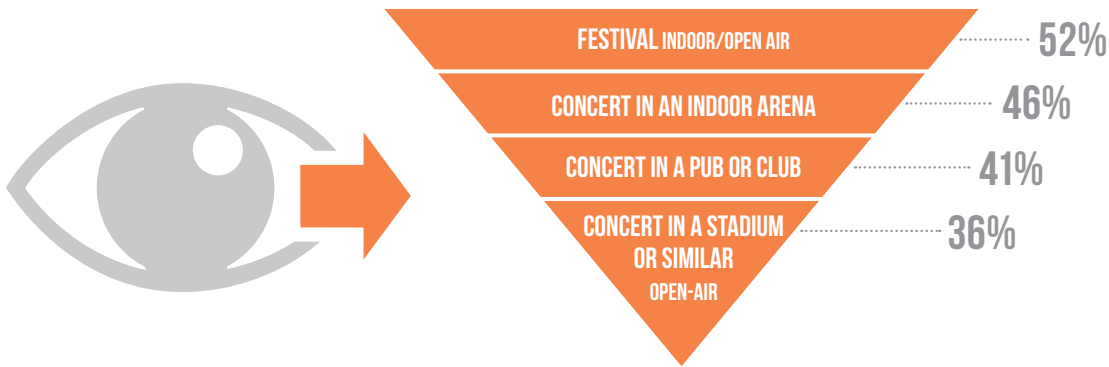 FESTIVAL INDOOR/OPEN AIR 52%
CONCERT IN AN INDOOR ARENA 46%
CONCERT IN A PUB OR CLUB 41%
CONCERT IN A STADIUM 36%
OR SIMILAR
OPEN-AIR